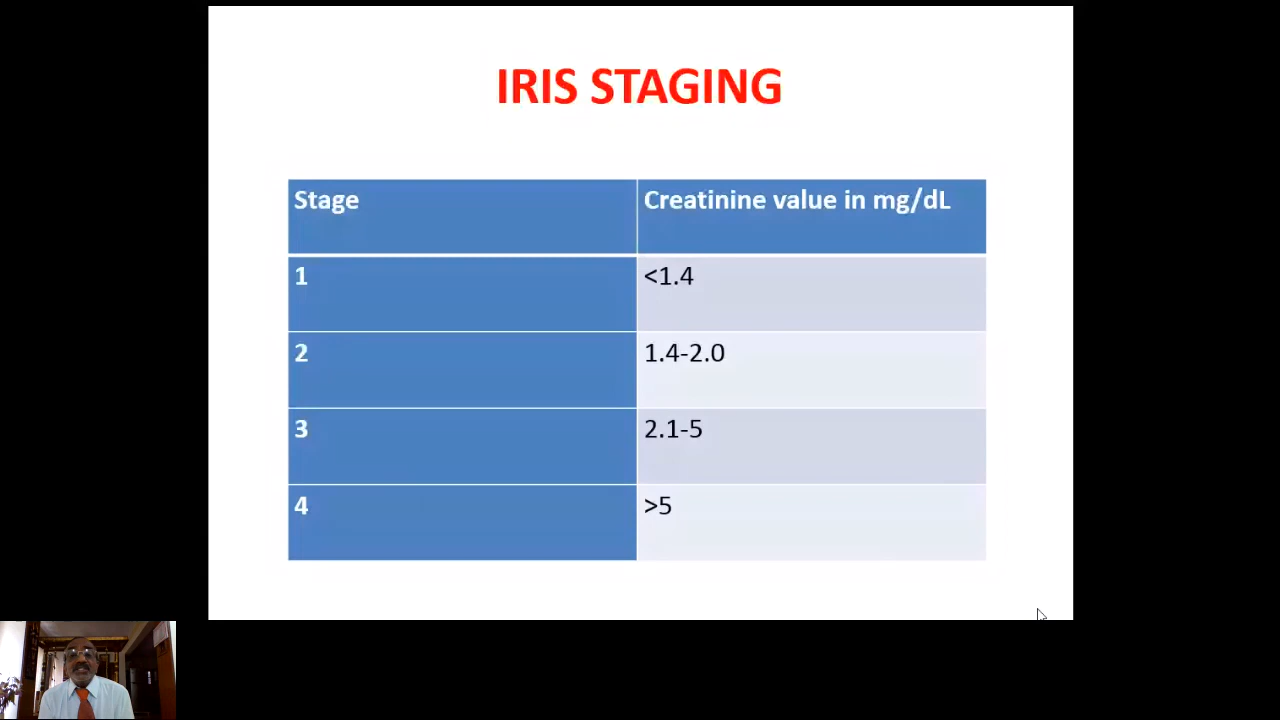 IRIS STAGING
Stage Creatinine value in mg/dL
1 <1.4
2 1.4-2.0
3 2.1-5
4 >5